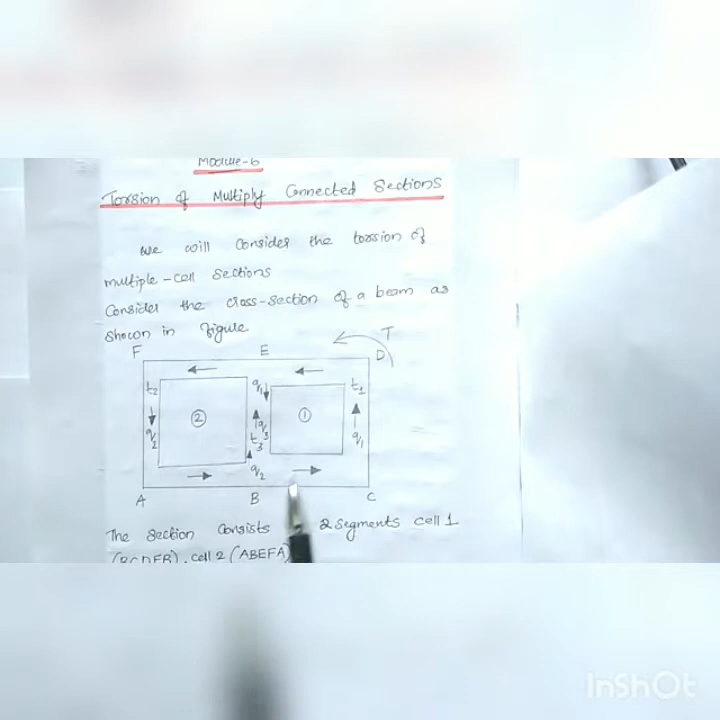 Module-6
Torsion of Multiply Connected Sections
we will consider the torsion of
multiple-cell sections
Consider the cross-section of a beam as
shown in figure
T
F E D
t2 q1 t1
② ①
q2 q3 q1
t3
q2
A B C
The section consists 2 segments cell 1
(BCDEB), cell 2 (ABEFA)
InShOt